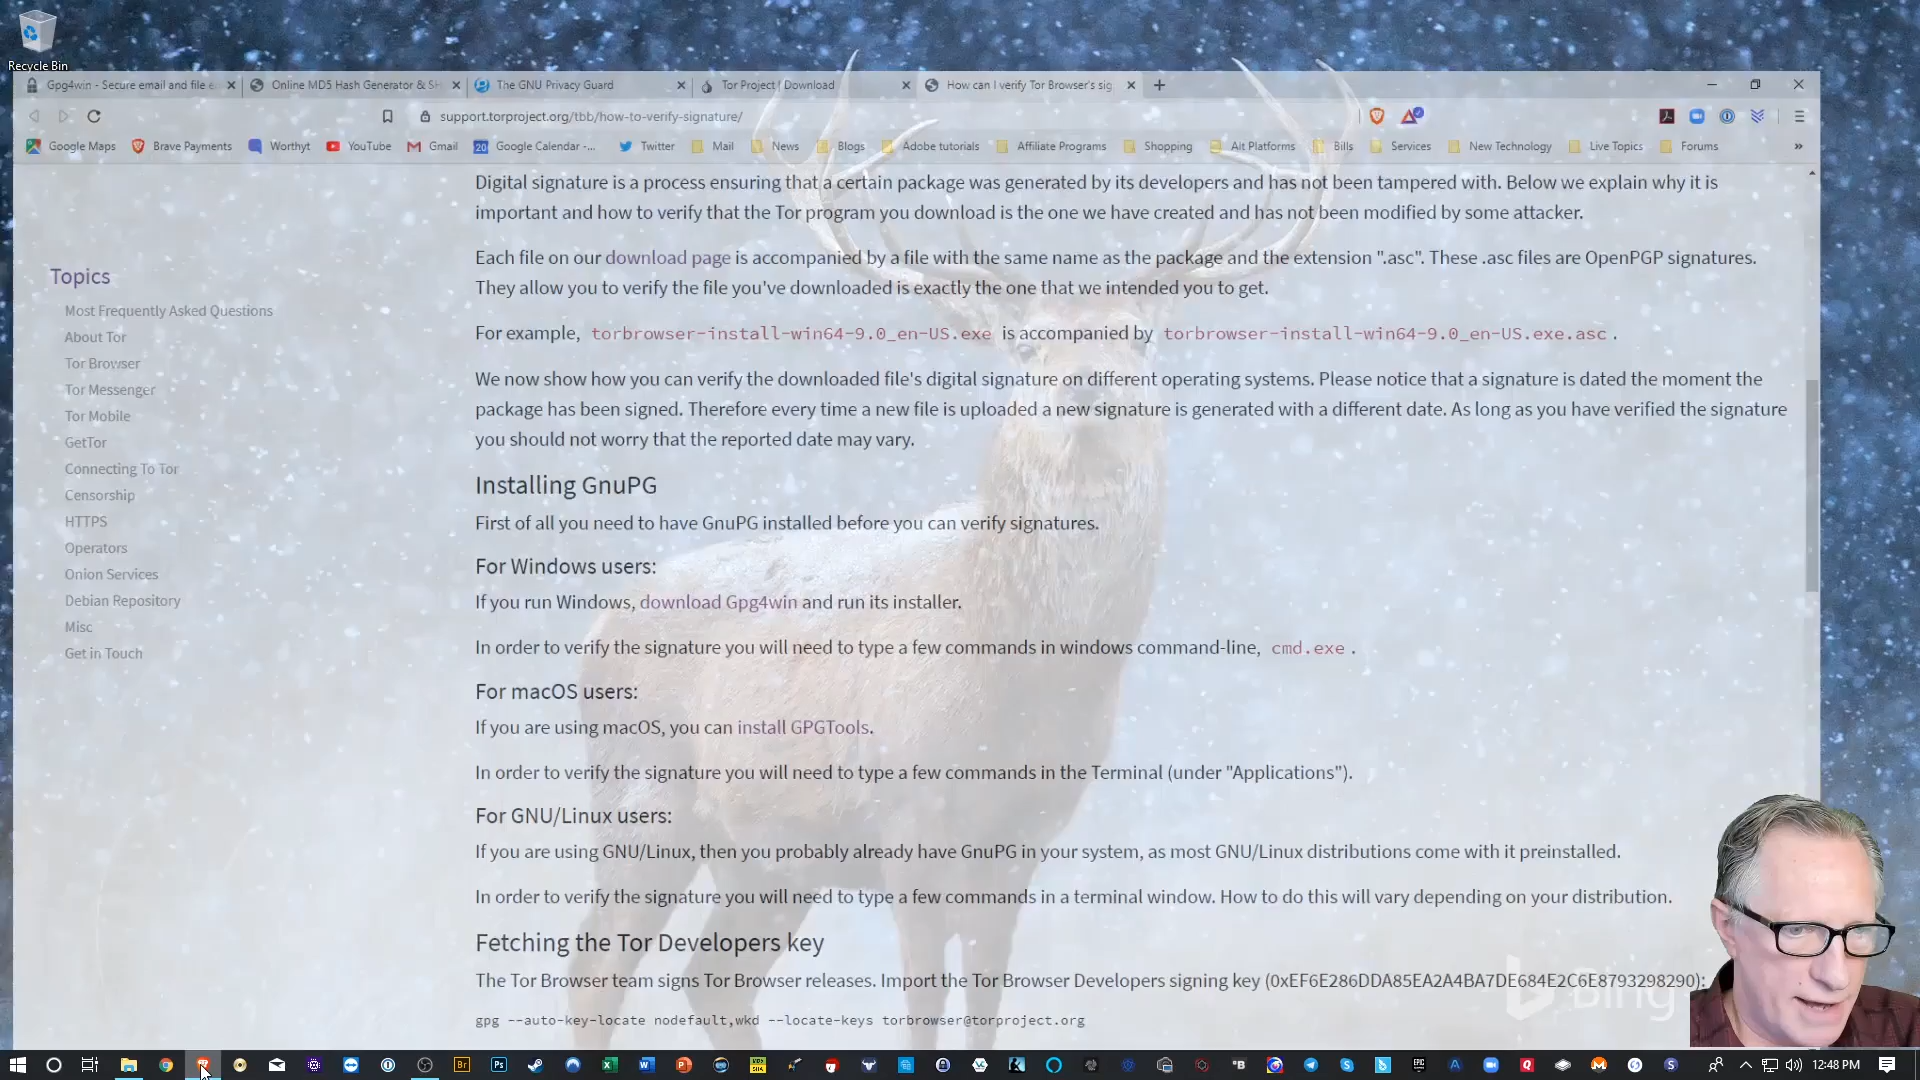 Recycle Bin
Gpg4win - Secure email and file e
Online MD5 Hash Generator & SH
The GNU Privacy Guard
Tor Project | Download
How can I verify Tor Browser's sig
support.torproject.org/tbb/how-to-verify-signature/
Google Maps
Brave Payments
Worthyt
YouTube
Gmail
Google Calendar -...
Twitter
Mail
News
Blogs
Adobe tutorials
Affiliate Programs
Shopping
Ait Platforms
Bills
Services
New Technology
Live Topics
Forums
Digital signature is a process ensuring that a certain package was generated by its developers and has not been tampered with. Below we explain why it is
important and how to verify that the Tor program you download is the one we have created and has not been modified by some attacker.
Each file on our download page is accompanied by a file with the same name as the package and the extension ".asc". These .asc files are OpenPGP signatures.
They allow you to verify the file you've downloaded is exactly the one that we intended you to get.
For example, torbrowser-install-win64-9.0_en-US.exe is accompanied by torbrowser-install-win64-9.0_en-US.exe.asc .
We now show how you can verify the downloaded file's digital signature on different operating systems. Please notice that a signature is dated the moment the
package has been signed. Therefore every time a new file is uploaded a new signature is generated with a different date. As long as you have verified the signature
you should not worry that the reported date may vary.
Topics
Most Frequently Asked Questions
About Tor
Tor Browser
Tor Messenger
Tor Mobile
GetTor
Connecting To Tor
Censorship
HTTPS
Operators
Onion Services
Debian Repository
Misc
Get in Touch
Installing GnuPG
First of all you need to have GnuPG installed before you can verify signatures.
For Windows users:
If you run Windows, download Gpg4win and run its installer.
In order to verify the signature you will need to type a few commands in windows command-line, cmd.exe .
For macOS users:
If you are using macOS, you can install GPGTools.
In order to verify the signature you will need to type a few commands in the Terminal (under "Applications").
For GNU/Linux users:
If you are using GNU/Linux, then you probably already have GnuPG in your system, as most GNU/Linux distributions come with it preinstalled.
In order to verify the signature you will need to type a few commands in a terminal window. How to do this will vary depending on your distribution.
Fetching the Tor Developers key
The Tor Browser team signs Tor Browser releases. Import the Tor Browser Developers signing key (0xEF6E286DDA85EA2A4BA7DE684E2C6E8793298290):
gpg --auto-key-locate nodefault,wkd --locate-keys torbrowser@torproject.org
Bing
12:48 PM